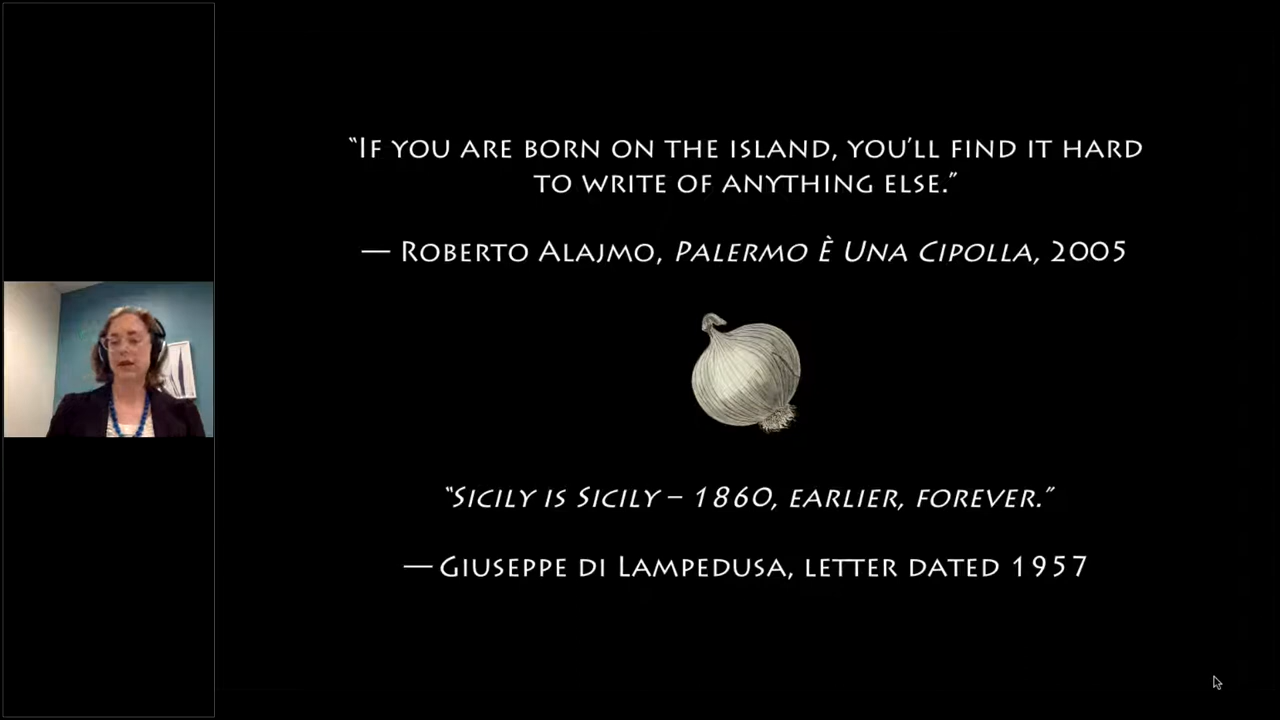 “If you are born on the island, you’ll find it hard
to write of anything else.”
— Roberto Alajmo, Palermo È Una Cipolla, 2005
“Sicily is Sicily – 1860, earlier, forever.”
— Giuseppe di Lampedusa, letter dated 1957